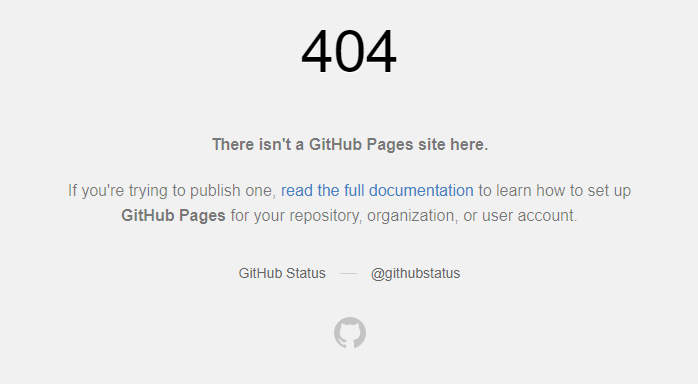 404
There isn't a GitHub Pages site here.
If you're trying to publish one, read the full documentation to learn how to set up
GitHub Pages for your repository, organization, or user account.
GitHub Status — @githubstatus